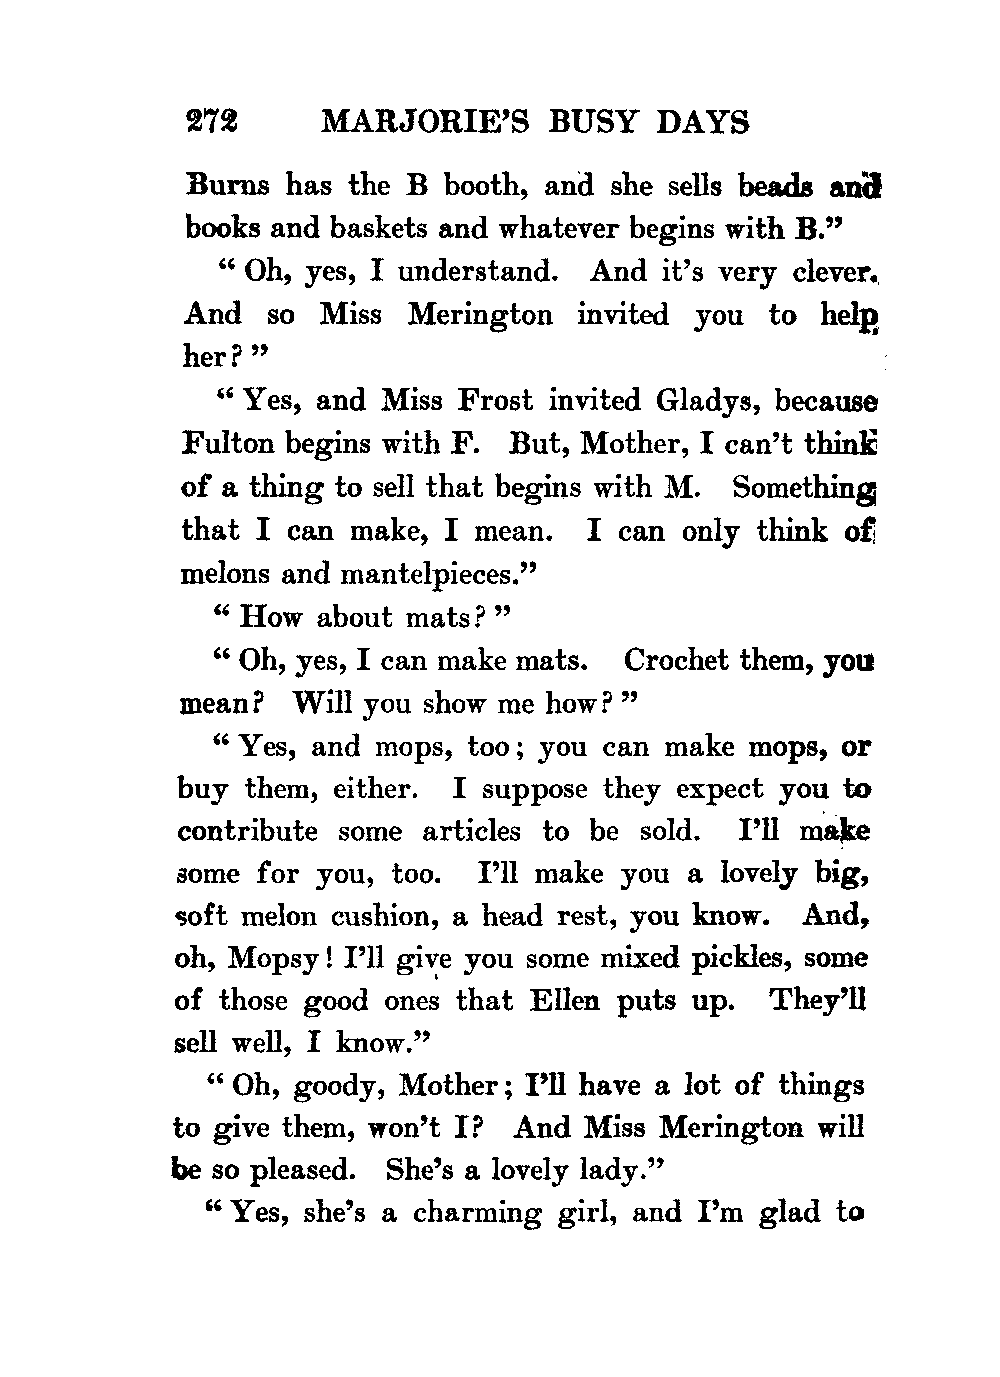 272 MARJORIE'S BUSY DAYS
Burns has the B booth, and she sells beads and
books and baskets and whatever begins with B."
" Oh, yes, I understand. And it's very clever.
And so Miss Merington invited you to help
her? "
" Yes, and Miss Frost invited Gladys, because
Fulton begins with F. But, Mother, I can't think
of a thing to sell that begins with M. Something
that I can make, I mean. I can only think of
melons and mantelpieces."
" How about mats? "
" Oh, yes, I can make mats. Crochet them, you
mean? Will you show me how? "
" Yes, and mops, too; you can make mops, or
buy them, either. I suppose they expect you to
contribute some articles to be sold. I'll make
some for you, too. I'll make you a lovely big,
soft melon cushion, a head rest, you know. And,
oh, Mopsy! I'll give you some mixed pickles, some
of those good ones that Ellen puts up. They'll
sell well, I know."
" Oh, goody, Mother; I'll have a lot of things
to give them, won't I? And Miss Merington will
be so pleased. She's a lovely lady."
" Yes, she's a charming girl, and I'm glad to